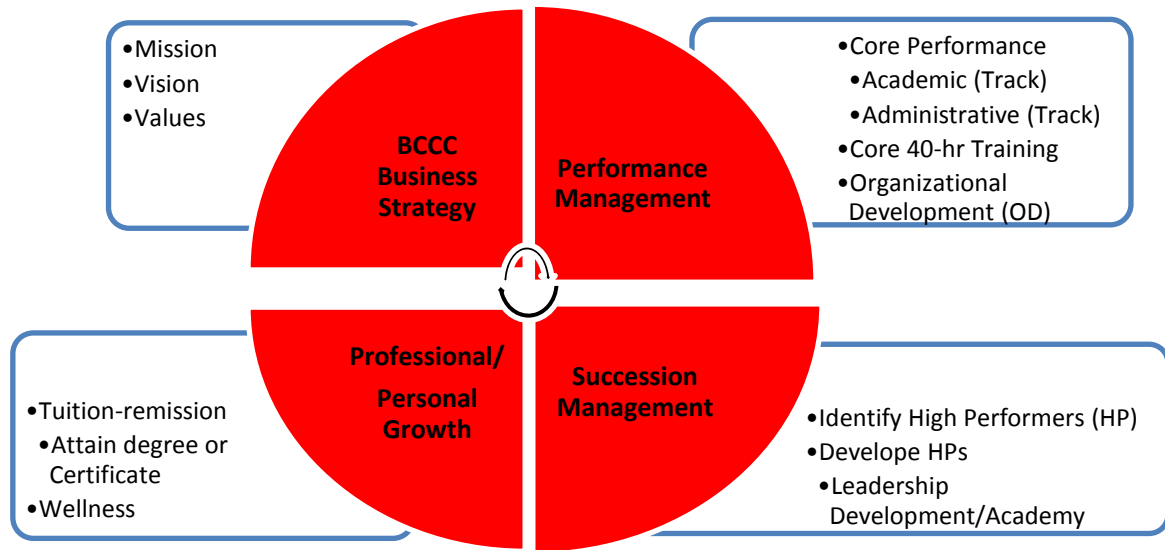 •Mission
•Vision
•Values
BCCC
Business
Strategy
Performance
Management
•Core Performance
•Academic (Track)
•Administrative (Track)
•Core 40-hr Training
•Organizational
Development (OD)
•Tuition-remission
•Attain degree or
Certificate
•Wellness
Professional/
Personal
Growth
Succession
Management
•Identify High Performers (HP)
•Develope HPs
•Leadership
Development/Academy